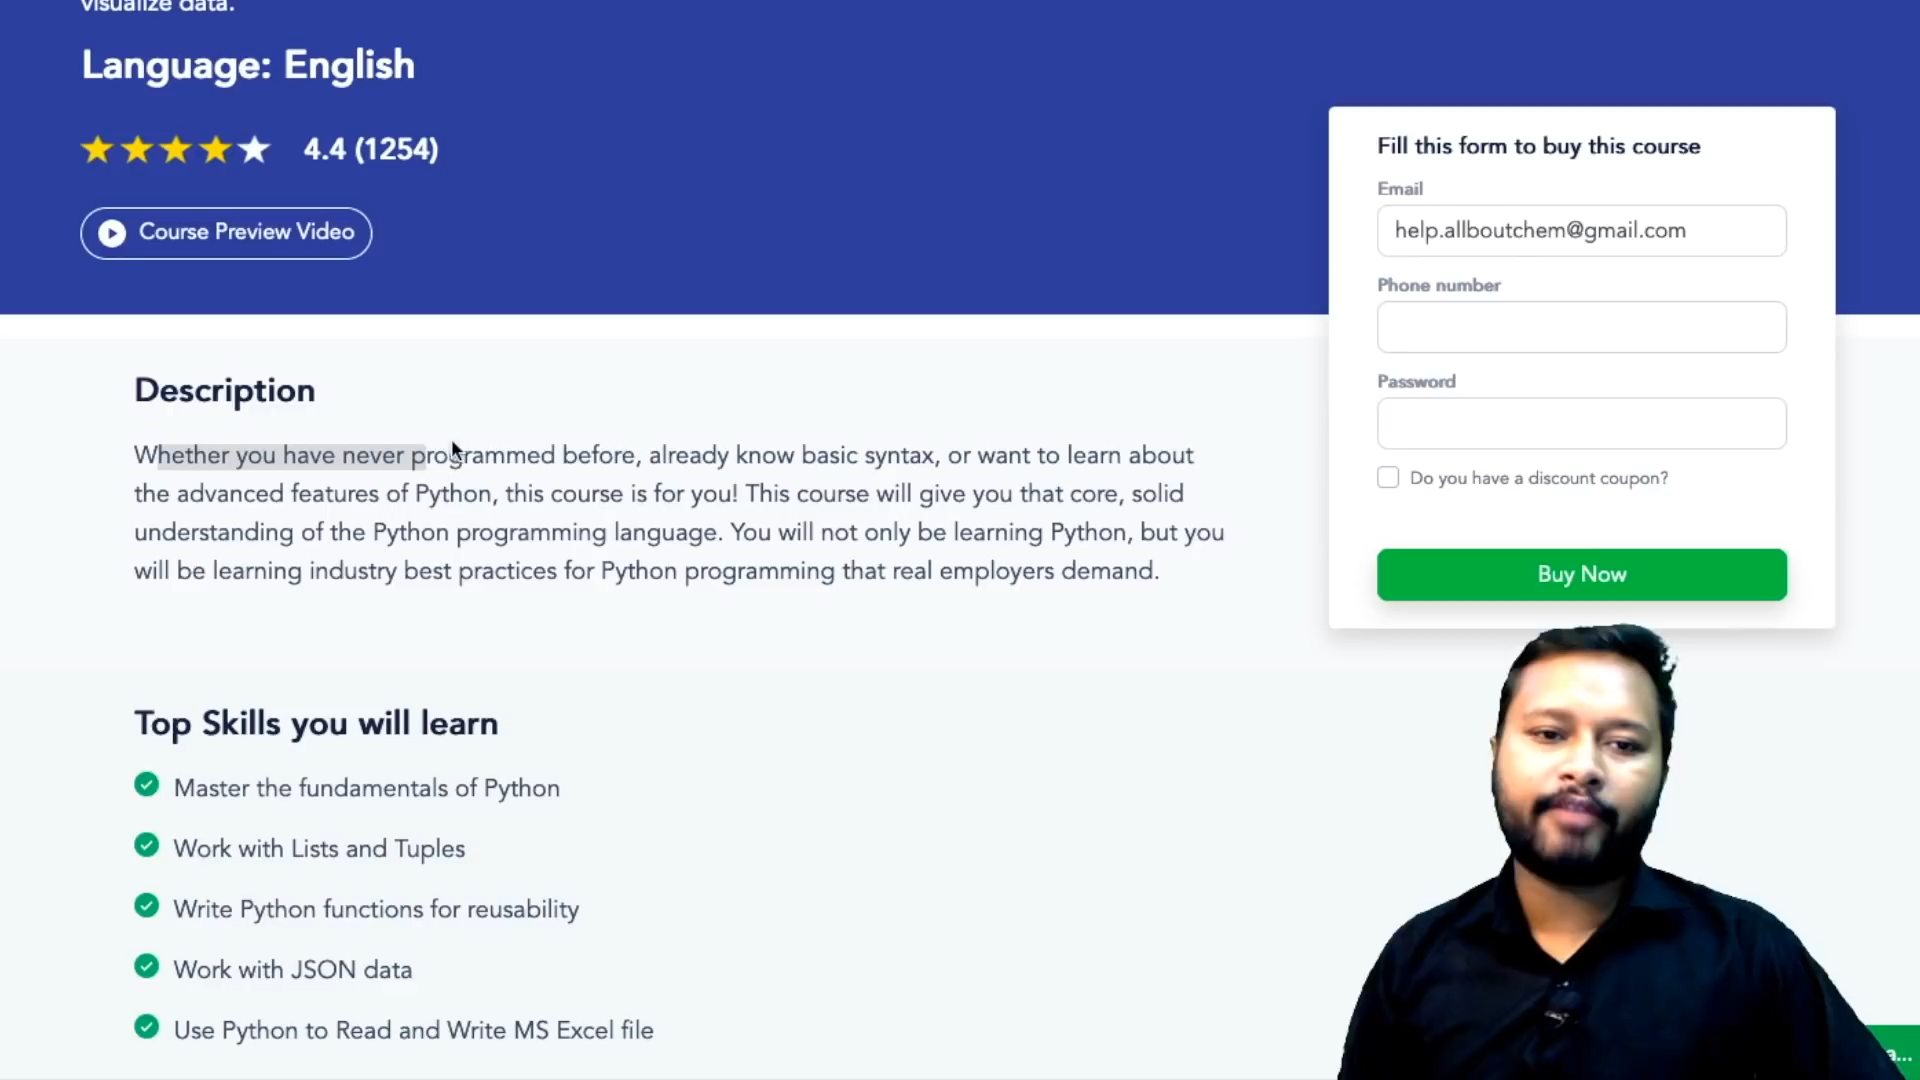 visualize data.
Language: English
4.4 (1254)
Course Preview Video
Fill this form to buy this course
Email
help.allboutchem@gmail.com
Phone number
Password
Do you have a discount coupon?
Buy Now
Description
Whether you have never programmed before, already know basic syntax, or want to learn about
the advanced features of Python, this course is for you! This course will give you that core, solid
understanding of the Python programming language. You will not only be learning Python, but you
will be learning industry best practices for Python programming that real employers demand.
Top Skills you will learn
Master the fundamentals of Python
Work with Lists and Tuples
Write Python functions for reusability
Work with JSON data
Use Python to Read and Write MS Excel file